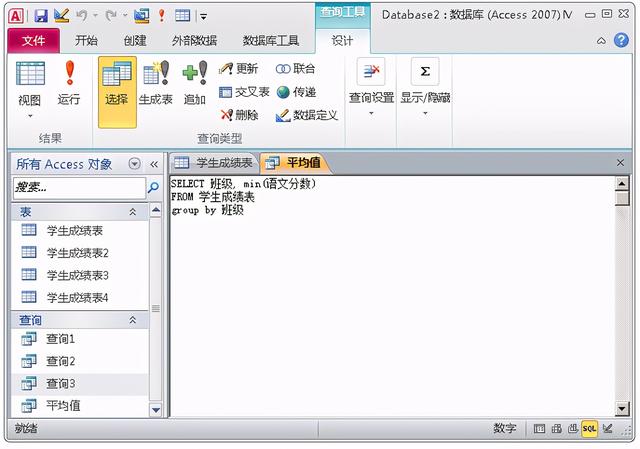 查询工具
Database2 : 数据库 (Access 2007)
文件
开始
创建
外部数据
数据库工具
设计
视图
运行
结果
选择
生成表
追加
更新
交叉表
删除
联合
传递
数据定义
查询类型
查询设置
显示/隐藏
所有 Access 对象
搜索...
表
学生成绩表
学生成绩表2
学生成绩表3
学生成绩表4
查询
查询1
查询2
查询3
平均值
学生成绩表
平均值
SELECT 班级, min(语文分数)
FROM 学生成绩表
group by 班级
就绪
数字
SQL